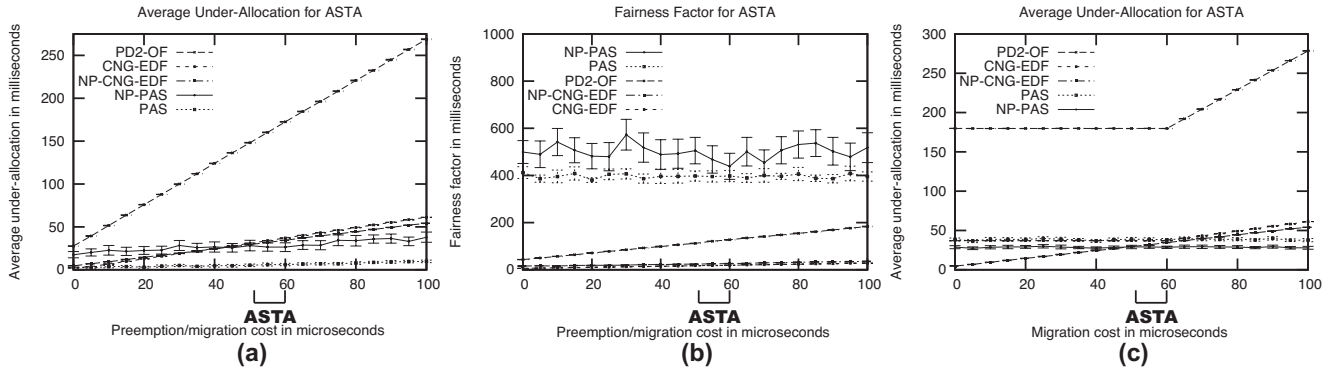 Average Under-Allocation for ASTA
Average under-allocation in milliseconds
250
200
150
100
50
0
PD2-OF
CNG-EDF
NP-CNG-EDF
NP-PAS
PAS
0 20 40 60 80 100
ASTA
Preemption/migration cost in microseconds
(a)
Fairness Factor for ASTA
Fairness factor in milliseconds
1000
800
600
400
200
0
NP-PAS
PAS
PD2-OF
NP-CNG-EDF
CNG-EDF
0 20 40 60 80 100
ASTA
Preemption/migration cost in microseconds
(b)
Average Under-Allocation for ASTA
Average under-allocation in milliseconds
300
250
200
150
100
50
0
PD2-OF
CNG-EDF
NP-CNG-EDF
PAS
NP-PAS
0 20 40 60 80 100
ASTA
Migration cost in microseconds
(c)